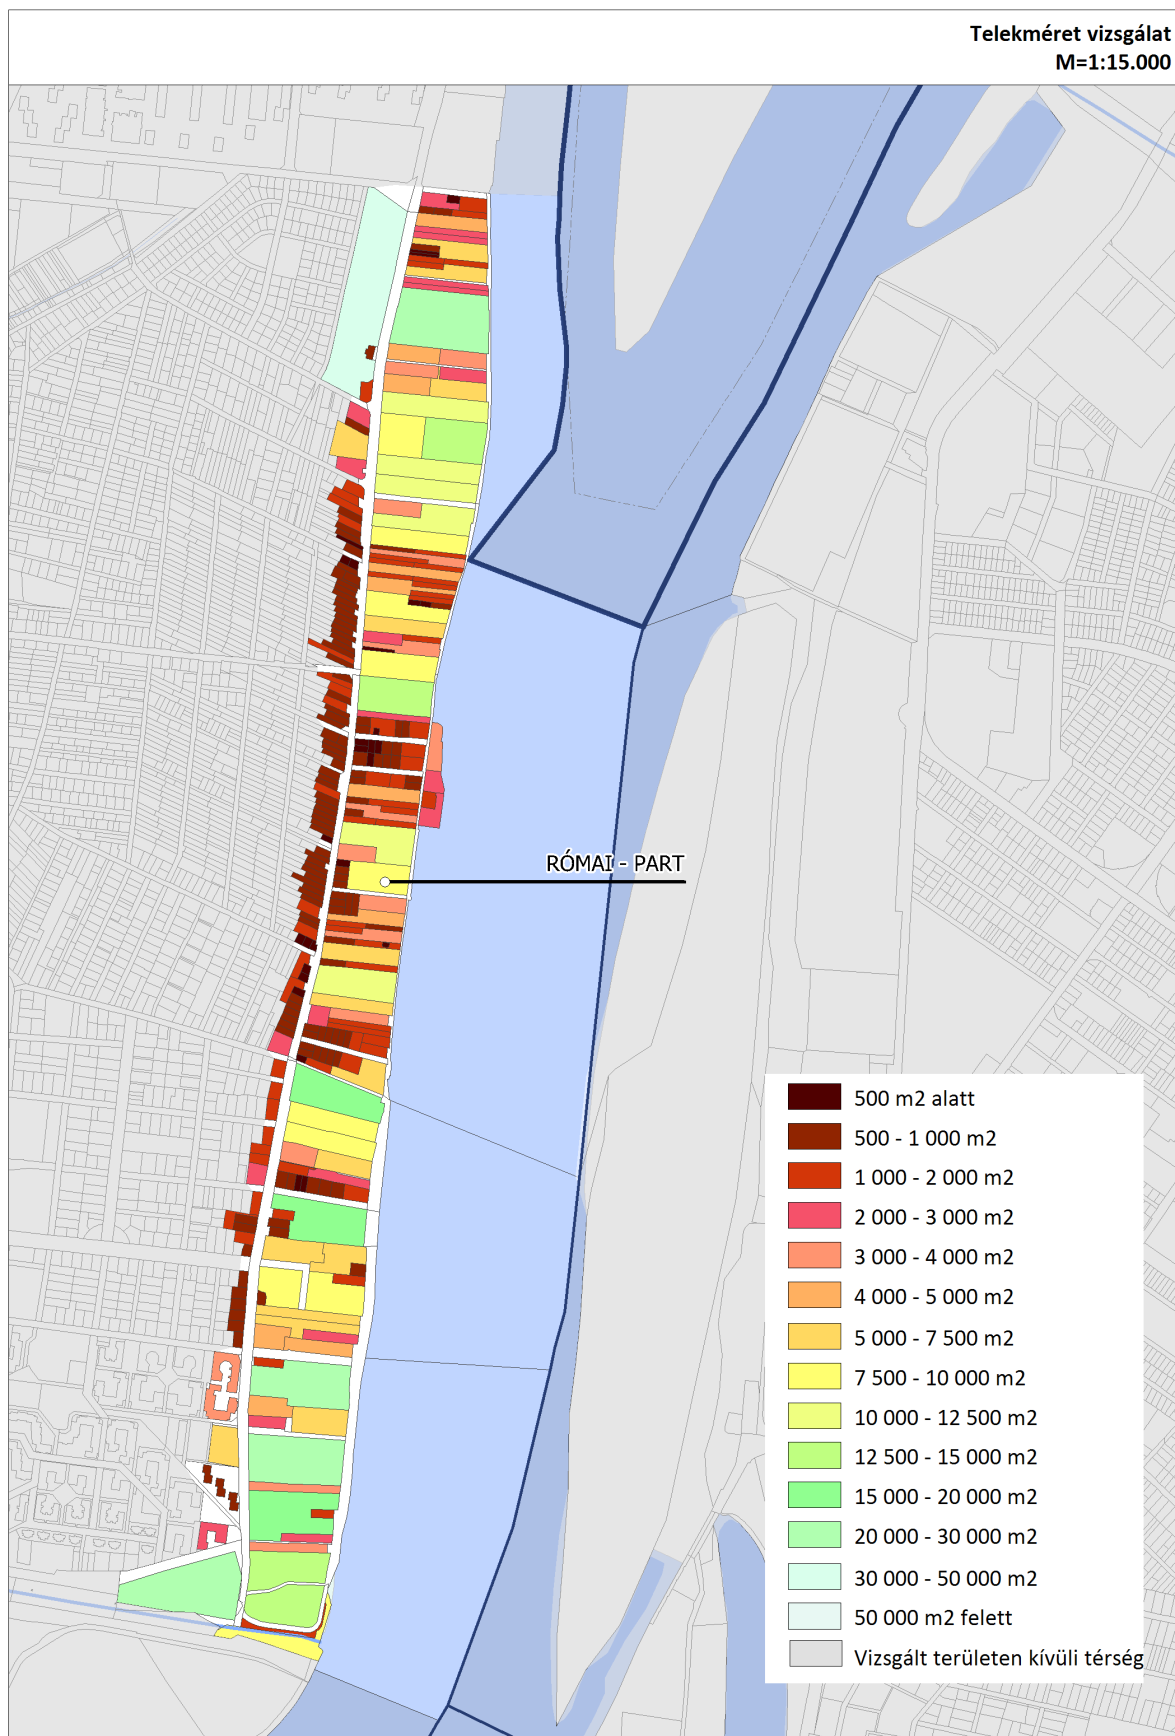 Telekméret vizsgálat
M=1:15.000
RÓMAI - PART
500 m2 alatt
500 - 1 000 m2
1 000 - 2 000 m2
2 000 - 3 000 m2
3 000 - 4 000 m2
4 000 - 5 000 m2
5 000 - 7 500 m2
7 500 - 10 000 m2
10 000 - 12 500 m2
12 500 - 15 000 m2
15 000 - 20 000 m2
20 000 - 30 000 m2
30 000 - 50 000 m2
50 000 m2 felett
Vizsgált területen kívüli térség